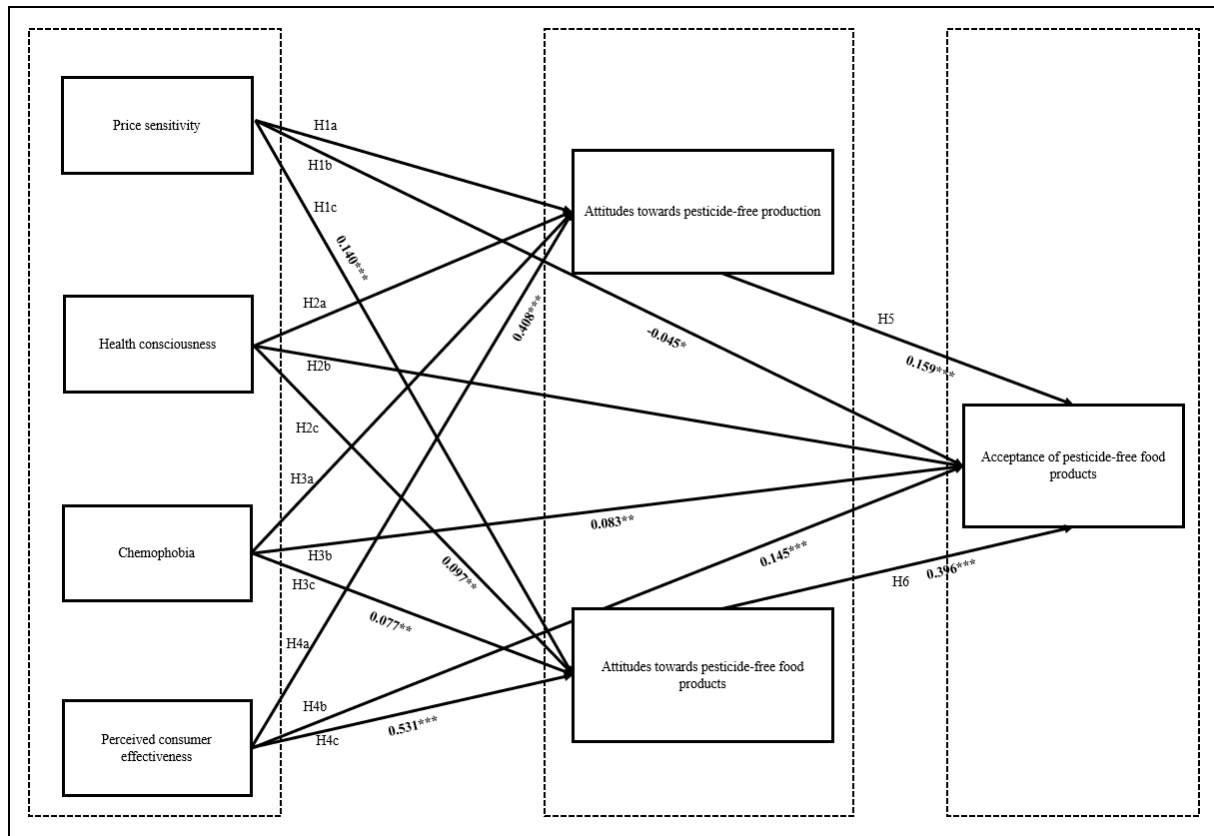 Price sensitivity
H1a
H1b
H1c
0.140***
Attitudes towards pesticide-free production
Health consciousness
H2a
H2b
H2c
0.408***
-0.045*
H5
0.159***
Acceptance of pesticide-free food
products
Chemophobia
H3a
H3b
H3c
0.083**
0.097**
0.077**
0.145***
H6
0.396***
Attitudes towards pesticide-free food
products
Perceived consumer
effectiveness
H4a
H4b
H4c
0.531***